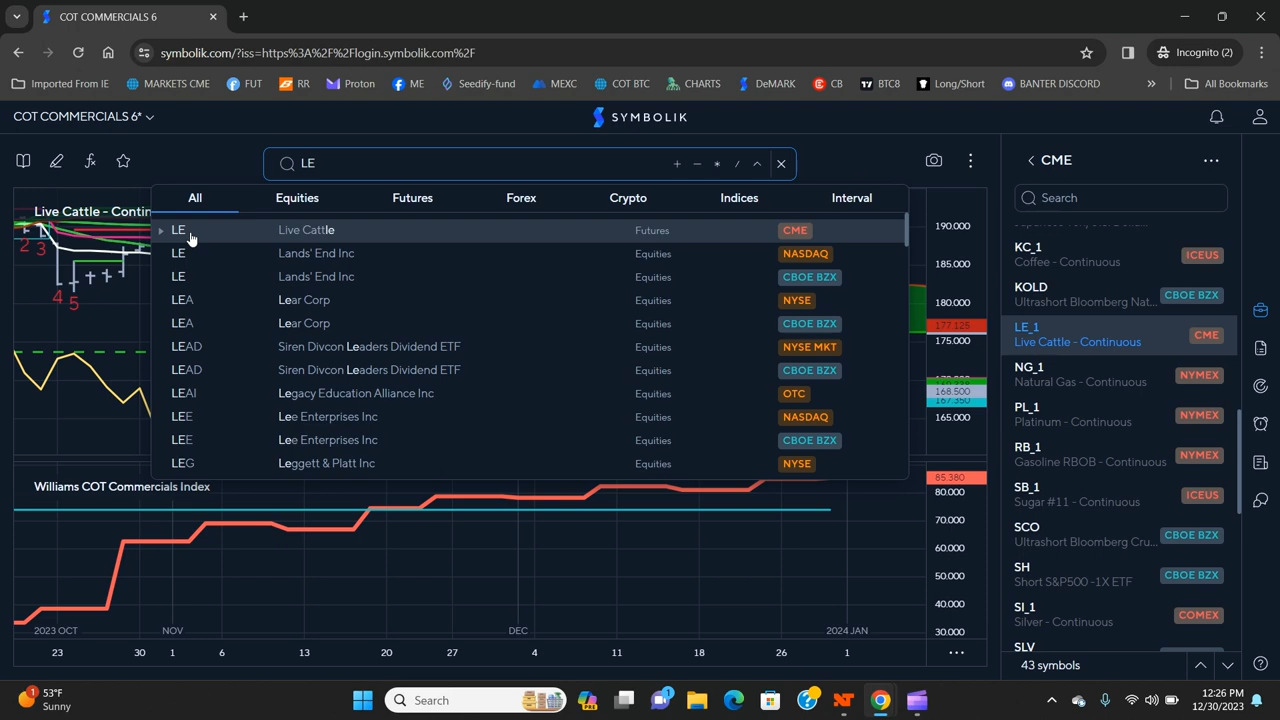 COT COMMERCIALS 6
symbolik.com/?iss=https%3A%2F%2Flogin.symbolik.com%2F
Incognito (2)
Imported From IE
MARKETS CME
FUT
RR
Proton
ME
Seedify-fund
MEXC
COT BTC
CHARTS
DeMARK
CB
BTC8
Long/Short
BANTER DISCORD
All Bookmarks
COT COMMERCIALS 6*
SYMBOLIK
LE
All
Equities
Futures
Forex
Crypto
Indices
Interval
LE Live Cattle Futures CME
LE Lands' End Inc Equities NASDAQ
LE Lands' End Inc Equities CBOE BZX
LEA Lear Corp Equities NYSE
LEA Lear Corp Equities CBOE BZX
LEAD Siren Divcon Leaders Dividend ETF Equities NYSE MKT
LEAD Siren Divcon Leaders Dividend ETF Equities CBOE BZX
LEAI Legacy Education Alliance Inc Equities OTC
LEE Lee Enterprises Inc Equities NASDAQ
LEE Lee Enterprises Inc Equities CBOE BZX
LEG Leggett & Platt Inc Equities NYSE
Live Cattle - Contin
2
3
4
5
190.000
185.000
180.000
177.125
175.000
168.500
167.350
165.000
Williams COT Commercials Index
85.380
80.000
70.000
60.000
50.000
40.000
30.000
2023 OCT
NOV
DEC
2024 JAN
23
30
1
6
13
20
27
4
11
18
26
1
CME
Search
KC_1
Coffee - Continuous
ICEUS
KOLD
Ultrashort Bloomberg Nat...
CBOE BZX
LE_1
Live Cattle - Continuous
CME
NG_1
Natural Gas - Continuous
NYMEX
PL_1
Platinum - Continuous
NYMEX
RB_1
Gasoline RBOB - Continuous
NYMEX
SB_1
Sugar #11 - Continuous
ICEUS
SCO
Ultrashort Bloomberg Cru...
CBOE BZX
SH
Short S&P500 -1X ETF
CBOE BZX
SI_1
Silver - Continuous
COMEX
SLV
43 symbols
1
53°F
Sunny
Search
PRE
1
12:26 PM
12/30/2023